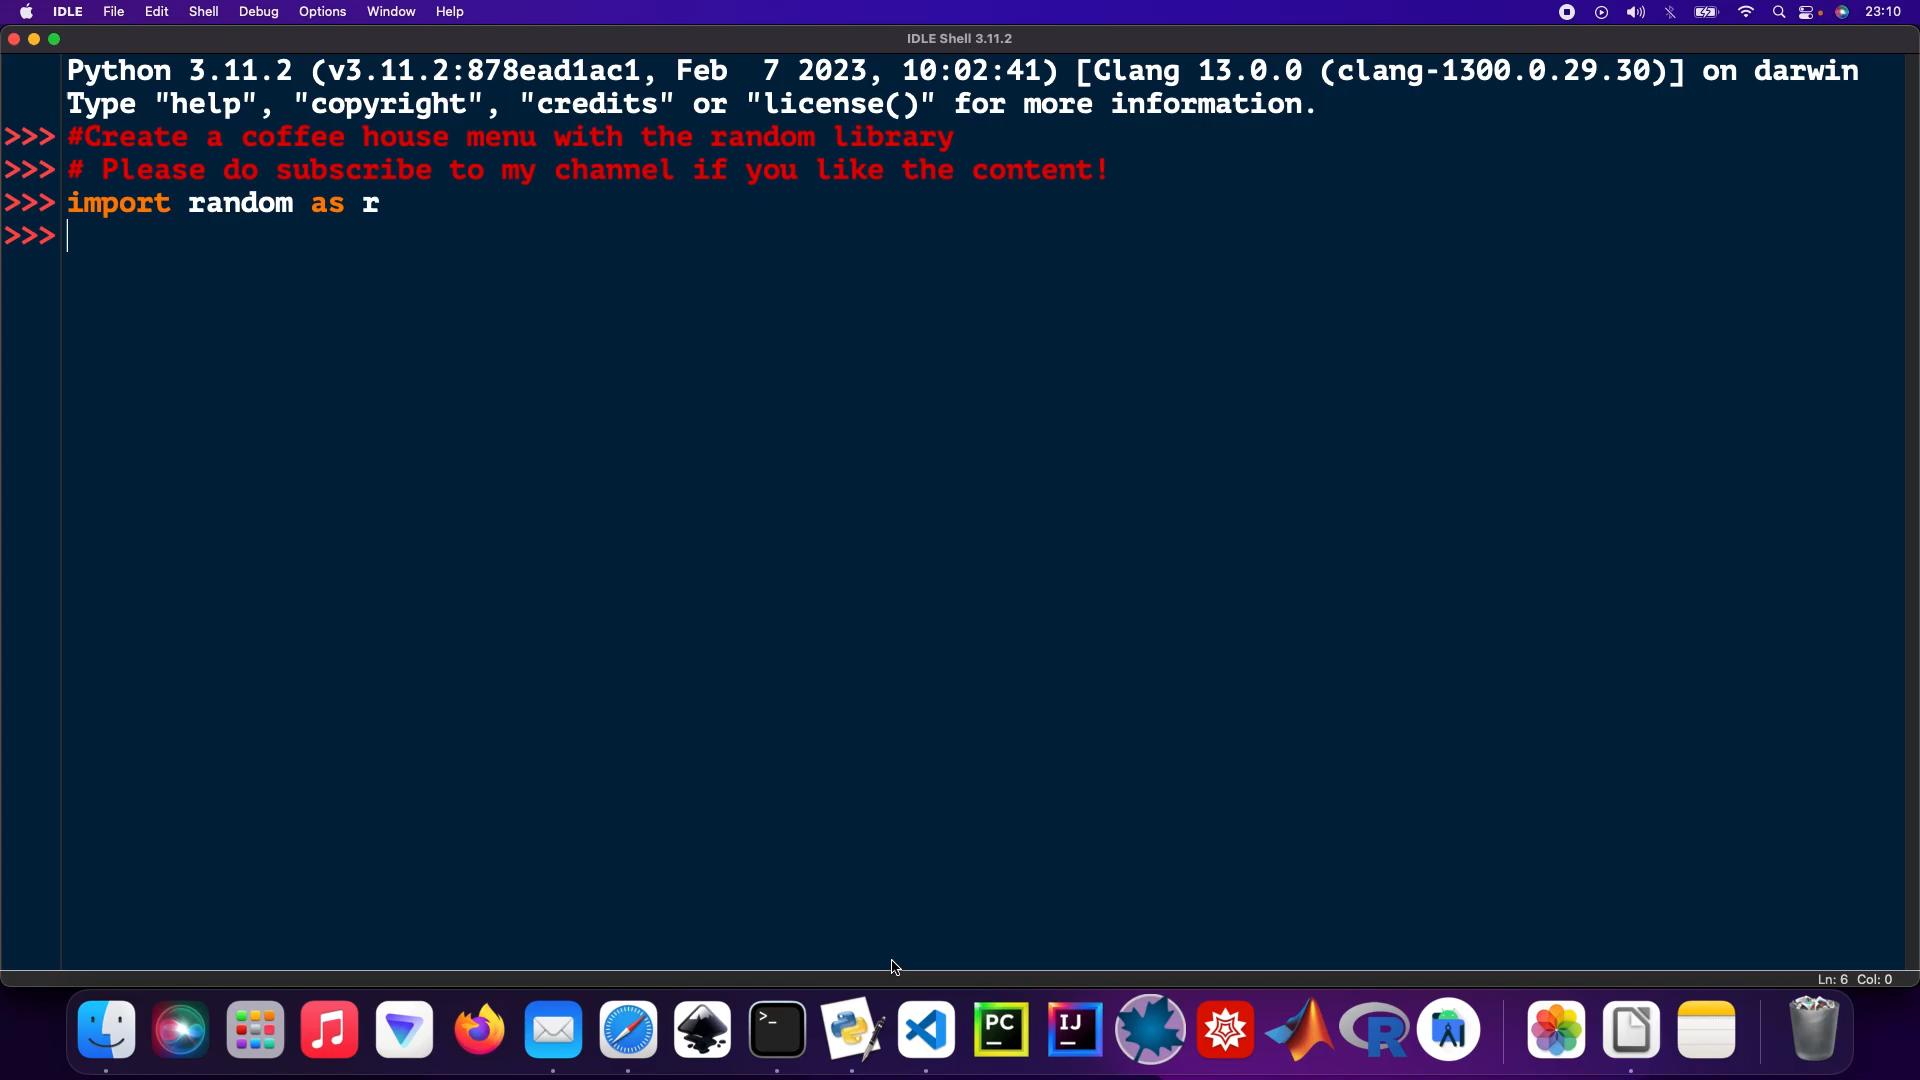 IDLE File Edit Shell Debug Options Window Help 23:10
IDLE Shell 3.11.2
Python 3.11.2 (v3.11.2:878ead1ac1, Feb  7 2023, 10:02:41) [Clang 13.0.0 (clang-1300.0.29.30)] on darwin
Type "help", "copyright", "credits" or "license()" for more information.
>>> #Create a coffee house menu with the random library
>>> # Please do subscribe to my channel if you like the content!
>>> import random as r
>>>
Ln: 6 Col: 0
>_ PC IJ R